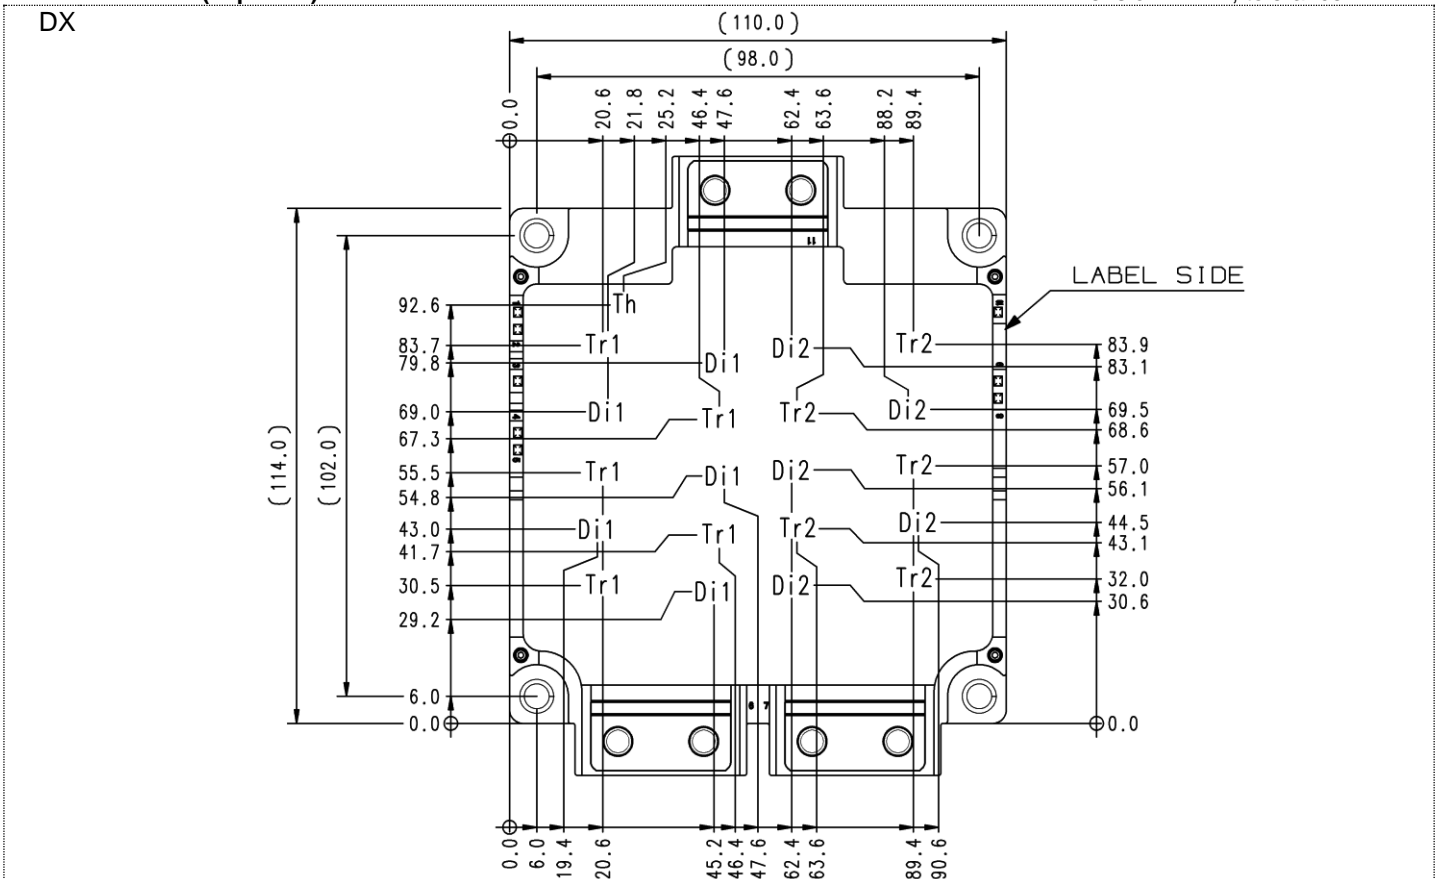 DX
(110.0)
(98.0)
0.0 20.6 21.8 25.2 46.4 47.6 62.4 63.6 88.2 89.4
11
LABEL SIDE
92.6 Th
83.7 Tr1 Di2 Tr2 83.9
79.8 Di1 83.1
69.0 Di1 Tr1 Tr2 Di2 69.5
67.3 68.6
(114.0) (102.0)
55.5 Tr1 Di1 Di2 Tr2 57.0
54.8 56.1
43.0 Di1 Tr1 Tr2 Di2 44.5
41.7 43.1
30.5 Tr1 Di1 Di2 Tr2 32.0
29.2 30.6
6.0 6 7
0.0 0.0
0.0 6.0 19.4 20.6 45.2 46.4 47.6 62.4 63.6 89.4 90.6